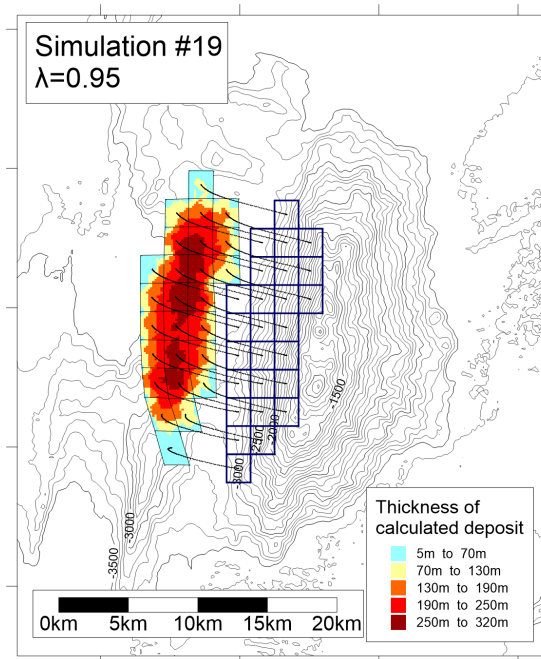 Simulation #19
λ=0.95
-1500
-2000
-2500
-3000
-3000
-3500
Thickness of
calculated deposit
5m to 70m
70m to 130m
130m to 190m
190m to 250m
250m to 320m
0km 5km 10km 15km 20km